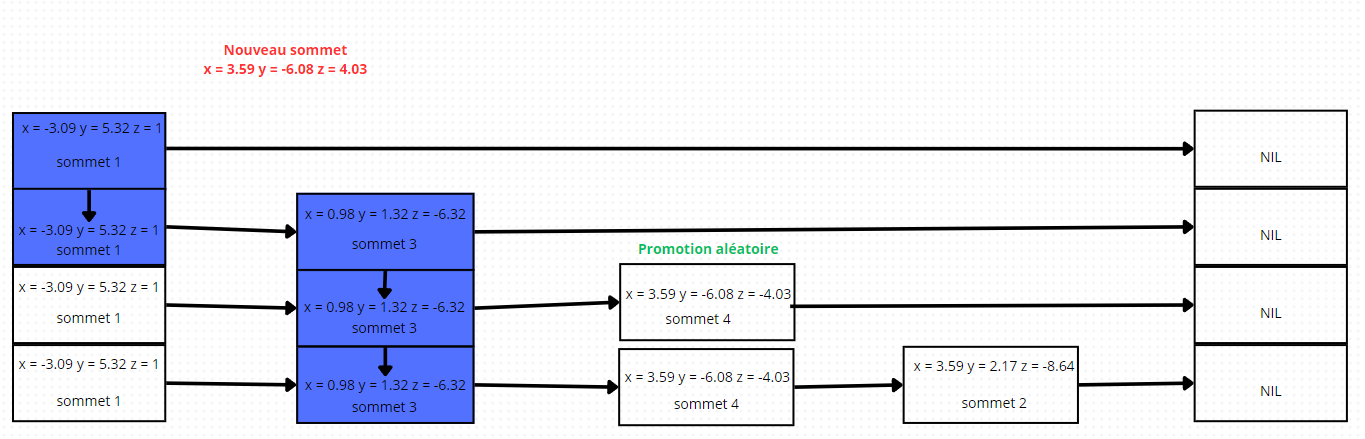 Nouveau sommet
x = 3.59 y = -6.08 z = 4.03
x = -3.09 y = 5.32 z = 1
sommet 1
NIL
x = -3.09 y = 5.32 z = 1
sommet 1
x = 0.98 y = 1.32 z = -6.32
sommet 3
NIL
Promotion aléatoire
x = -3.09 y = 5.32 z = 1
sommet 1
x = 0.98 y = 1.32 z = -6.32
sommet 3
x = 3.59 y = -6.08 z = -4.03
sommet 4
NIL
x = -3.09 y = 5.32 z = 1
sommet 1
x = 0.98 y = 1.32 z = -6.32
sommet 3
x = 3.59 y = -6.08 z = -4.03
sommet 4
x = 3.59 y = 2.17 z = -8.64
sommet 2
NIL